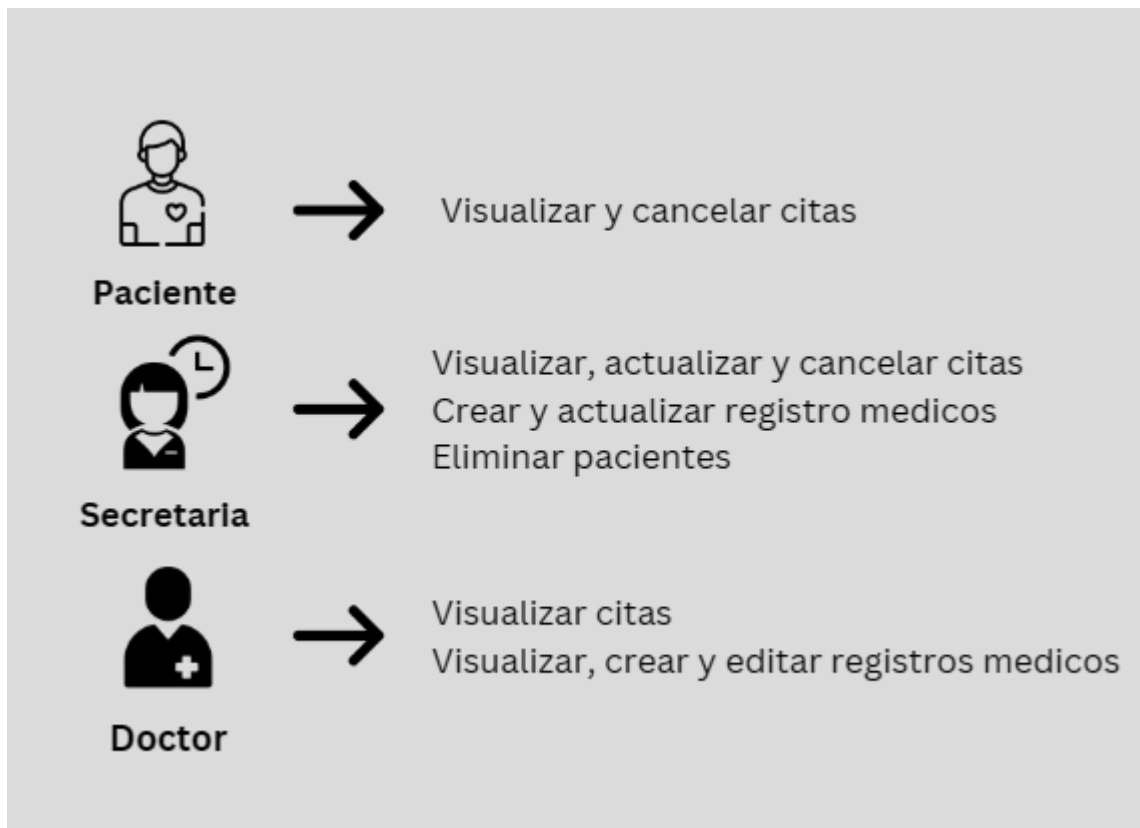 Visualizar y cancelar citas
Paciente
Visualizar, actualizar y cancelar citas
Crear y actualizar registro medicos
Eliminar pacientes
Secretaria
Visualizar citas
Visualizar, crear y editar registros medicos
Doctor